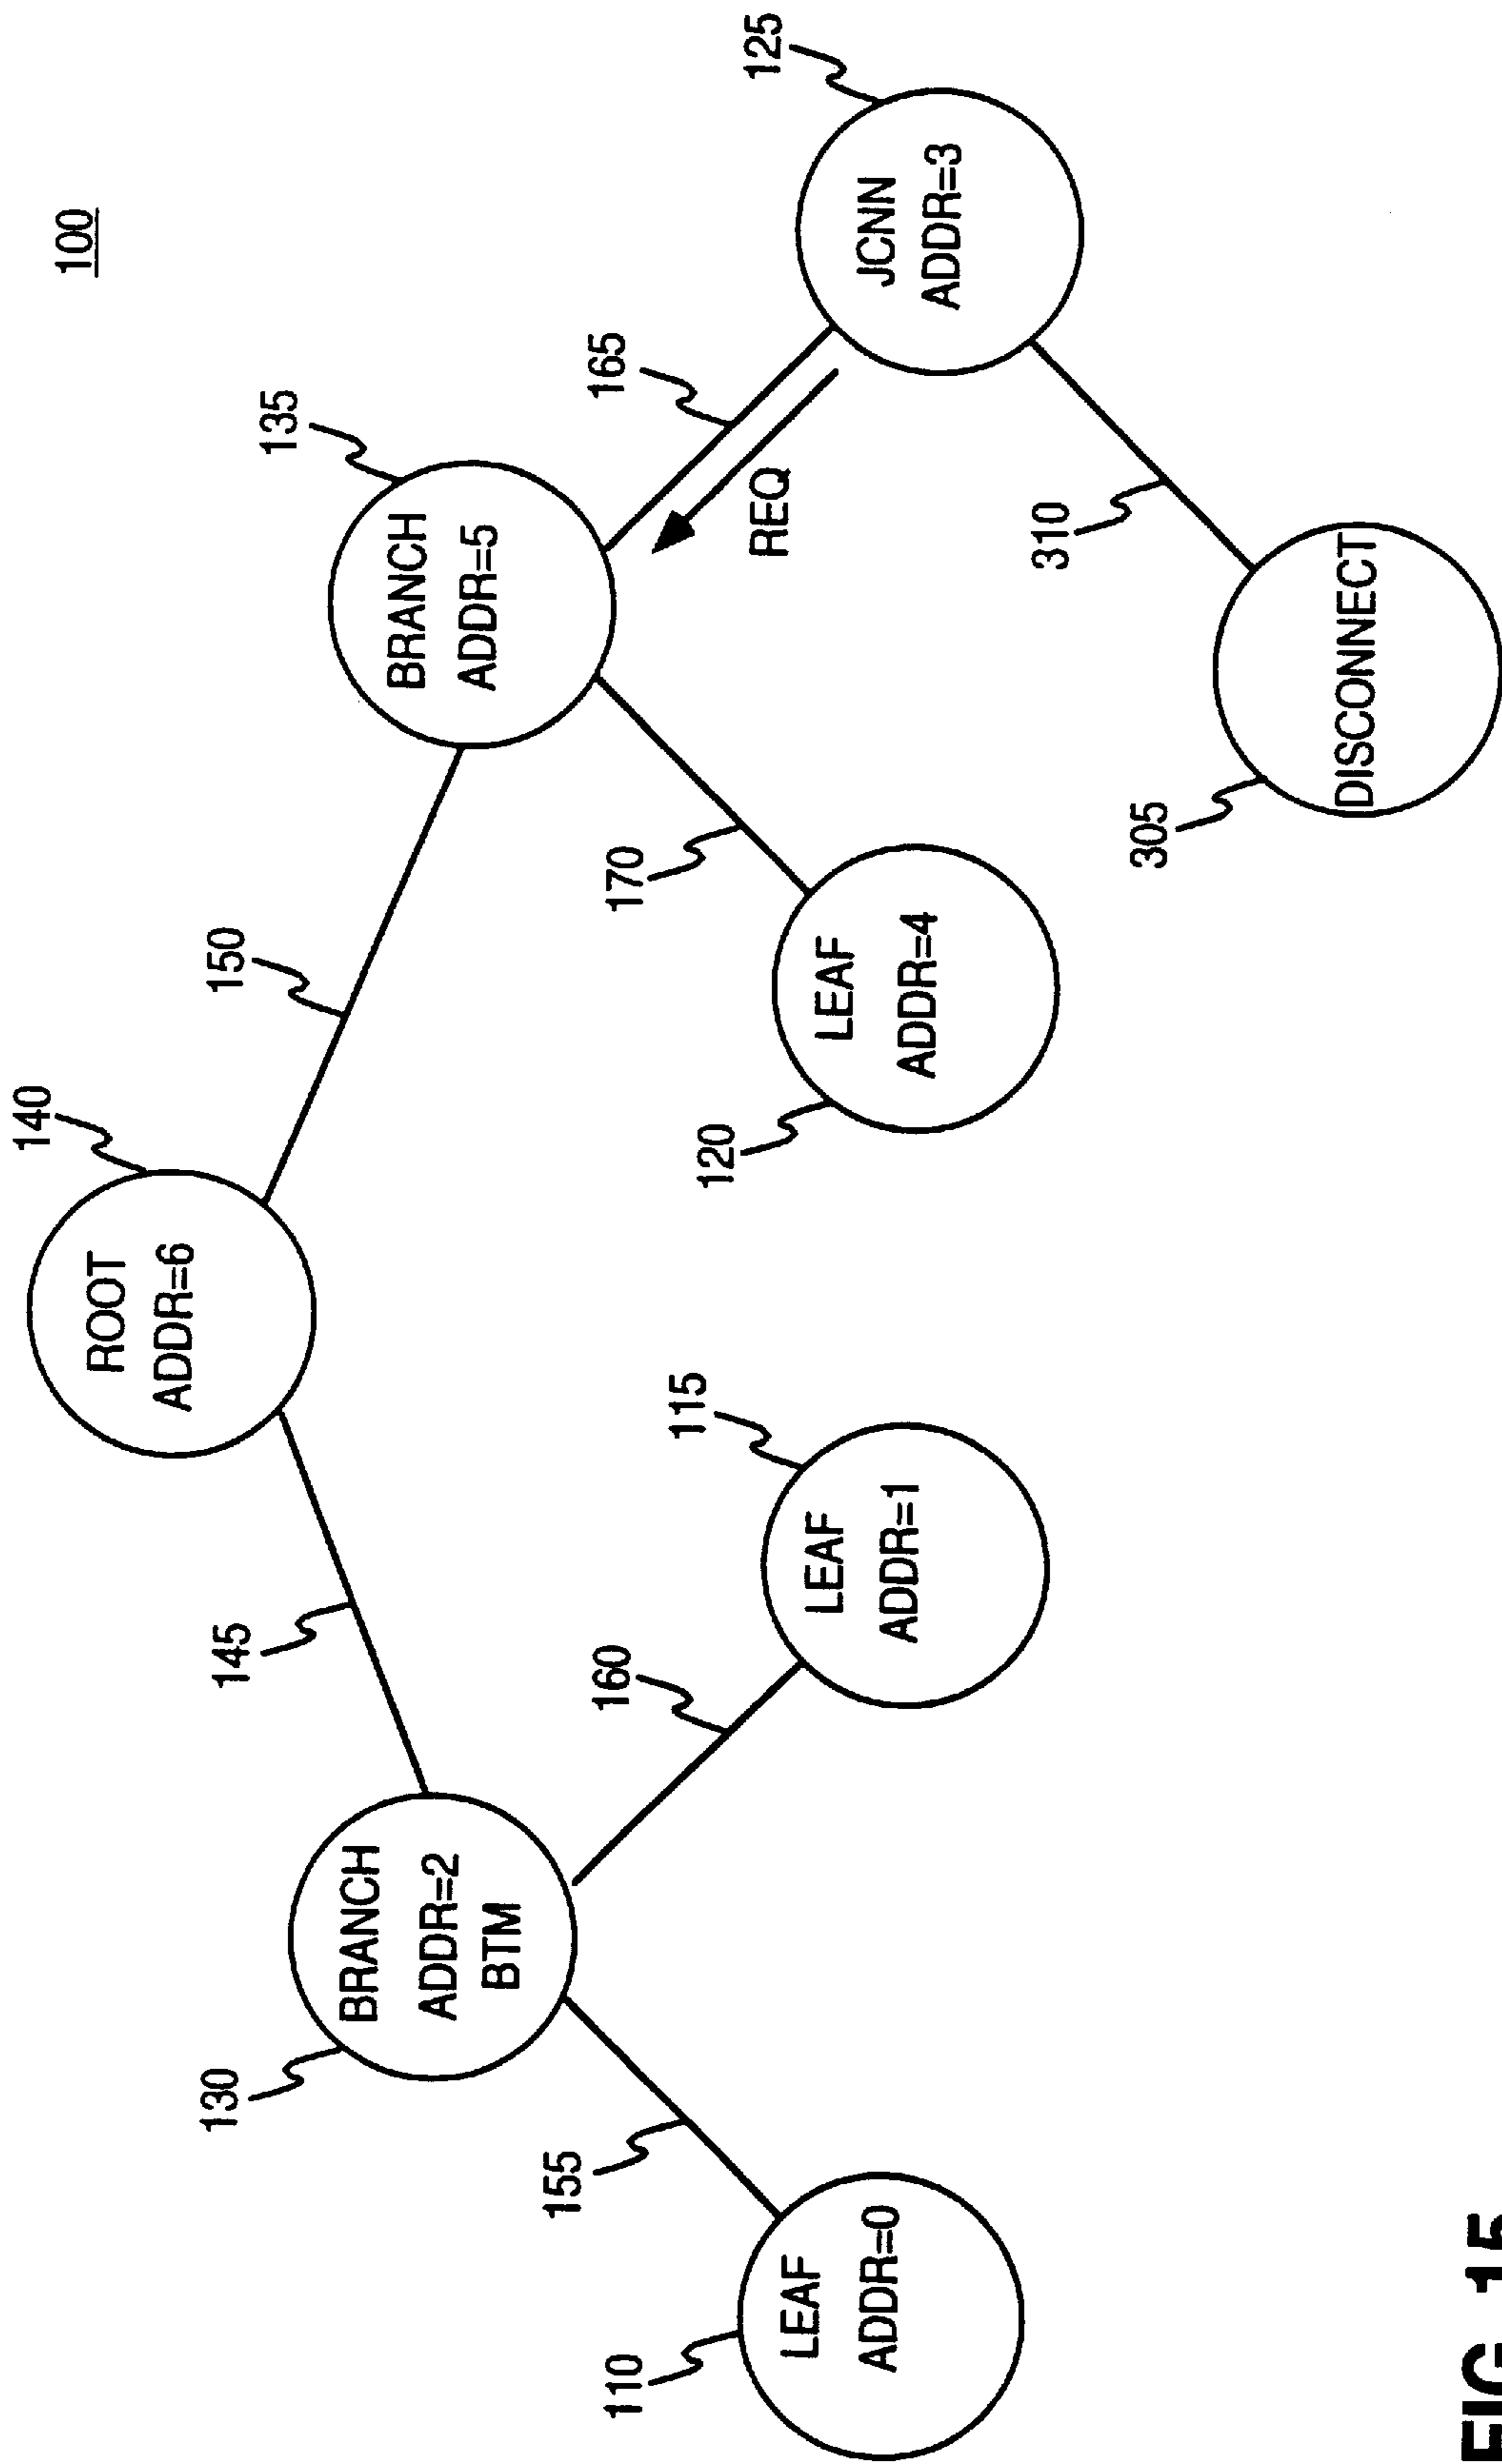 100
140
ROOT
ADDR=6
145
150
130
BRANCH
ADDR=2
BTM
135
BRANCH
ADDR=5
155
160
170
165
REQ
110
LEAF
ADDR=0
115
LEAF
ADDR=1
120
LEAF
ADDR=4
125
JCNN
ADDR=3
310
305
DISCONNECT
FIG. 15